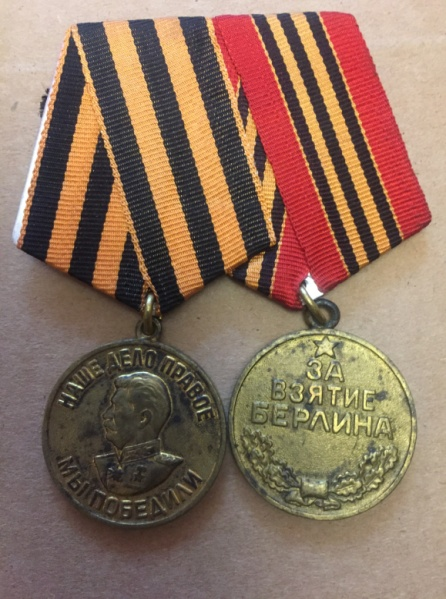 НАШЕ ДЕЛО ПРАВОЕ
МЫ ПОБЕДИЛИ
ЗА
ВЗЯТИЕ
БЕРЛИНА